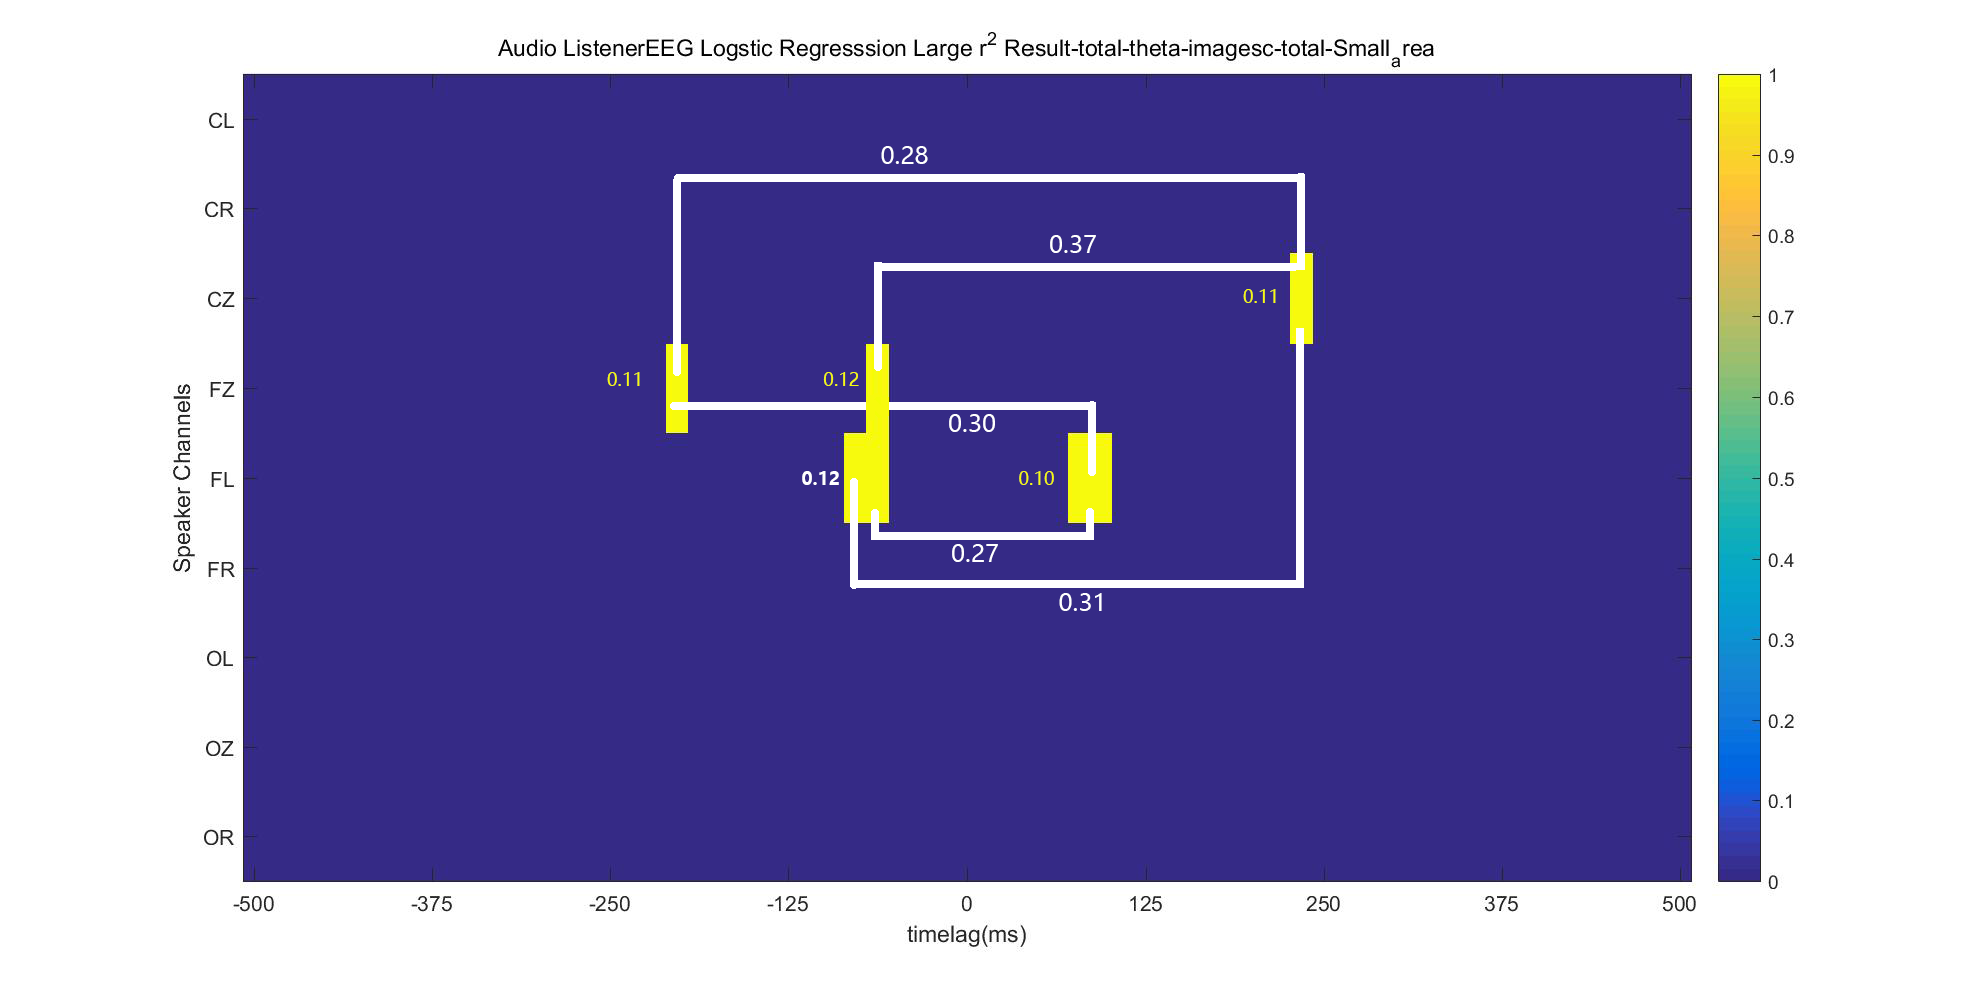 Audio ListenerEEG Logstic Regresssion Large r2 Result-total-theta-imagesc-total-Smallarea
Speaker Channels
CL
CR
CZ
FZ
FL
FR
OL
OZ
OR
0.28
0.37
0.11
0.11
0.12
0.30
0.12
0.10
0.27
0.31
-500
-375
-250
-125
0
125
250
375
500
timelag(ms)
1
0.9
0.8
0.7
0.6
0.5
0.4
0.3
0.2
0.1
0